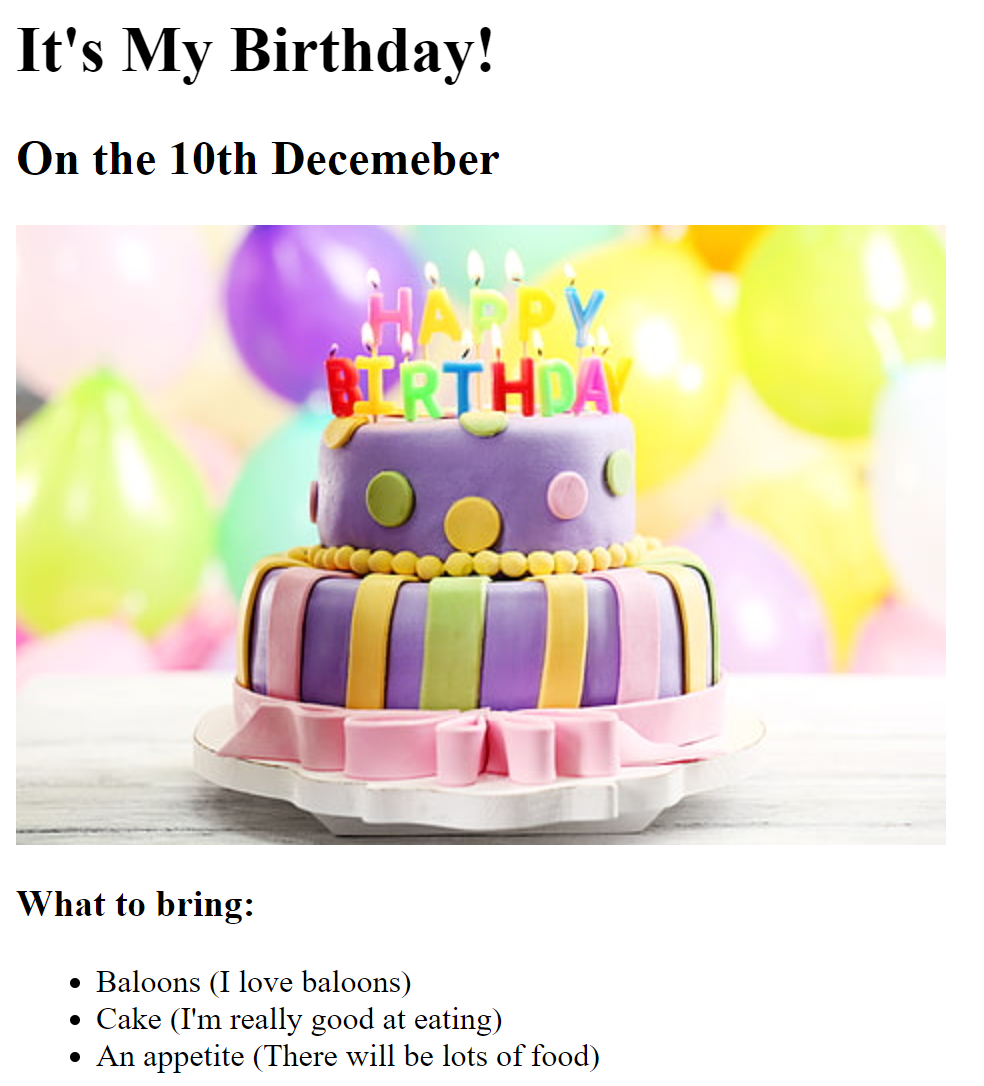 It's My Birthday!
On the 10th Decemeber
HAPPY
BIRTHDAY
What to bring:
Baloons (I love baloons)
Cake (I'm really good at eating)
An appetite (There will be lots of food)